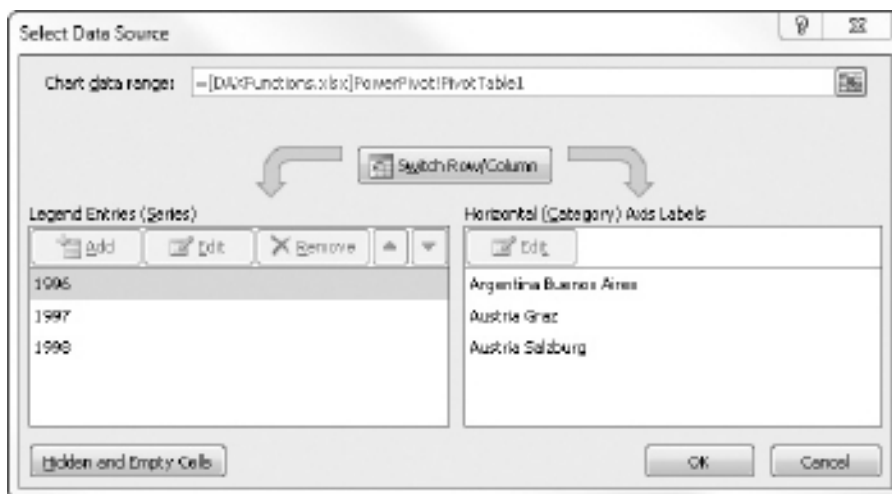 Select Data Source
Chart data range: =[DAXFunctions.xlsx]PowerPivot!PivotTable1
Switch Row/Column
Legend Entries (Series)
Add Edit Remove
1996
1997
1998
Horizontal (Category) Axis Labels
Edit
Argentina Buenos Aires
Austria Graz
Austria Salzburg
Hidden and Empty Cells
OK Cancel